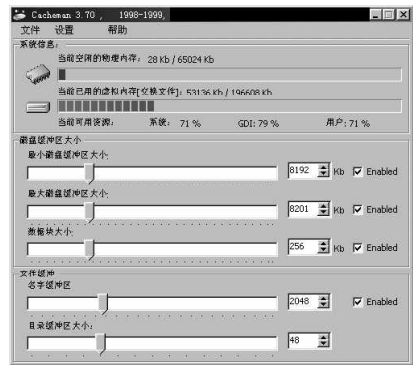 Cacheman 3.70 , 1998-1999,
文件 设置 帮助
系统信息:
当前空闲的物理内存: 28 Kb / 65024 Kb
当前已用的虚拟内存[交换文件]: 53136 Kb / 196608 Kb
当前可用资源: 系统: 71 % GDI: 79 % 用户: 71 %
磁盘缓冲区大小
最小磁盘缓冲区大小:
8192 Kb Enabled
最大磁盘缓冲区大小:
8201 Kb Enabled
数据块大小:
256 Kb Enabled
文件缓冲
名字缓冲区
2048 Enabled
目录缓冲区大小:
48